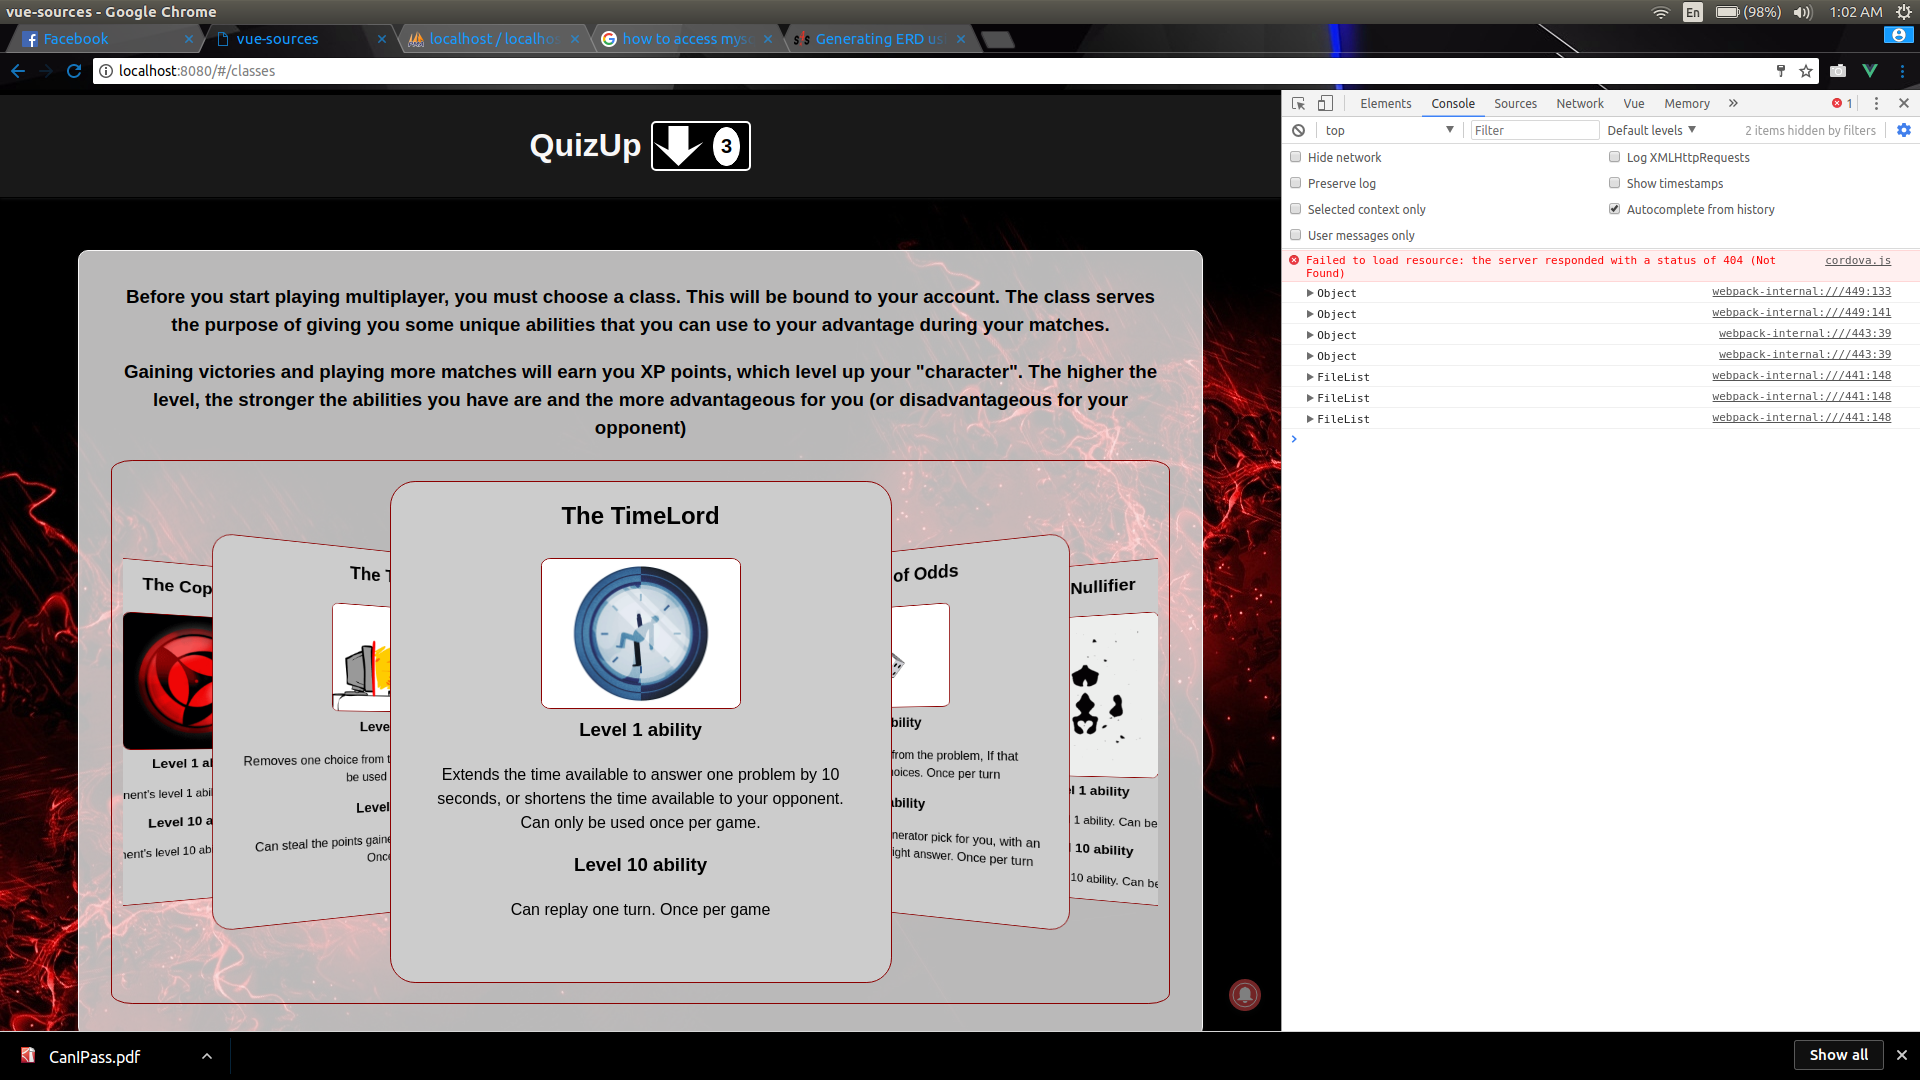 vue-sources - Google Chrome
En (98%) 1:02 AM
Facebook
vue-sources
localhost / localho
how to access mys
Generating ERD us
localhost:8080/#/classes
QuizUp 3
Before you start playing multiplayer, you must choose a class. This will be bound to your account. The class serves
the purpose of giving you some unique abilities that you can use to your advantage during your matches.
Gaining victories and playing more matches will earn you XP points, which level up your "character". The higher the
level, the stronger the abilities you have are and the more advantageous for you (or disadvantageous for your
opponent)
The Cop
Level 1 al
nent's level 1 abil
Level 10 a
nent's level 10 ab
The T
Leve
Removes one choice from t
be used
Level
Can steal the points gaine
Onc
The TimeLord
Level 1 ability
Extends the time available to answer one problem by 10
seconds, or shortens the time available to your opponent.
Can only be used once per game.
Level 10 ability
Can replay one turn. Once per game
of Odds
bility
from the problem, If that
oices. Once per turn
ability
nerator pick for you, with an
ight answer. Once per turn
Nullifier
l 1 ability
1 ability. Can be
10 ability
10 ability. Can be
Elements Console Sources Network Vue Memory » 1
top Filter Default levels 2 items hidden by filters
Hide network Log XMLHttpRequests
Preserve log Show timestamps
Selected context only Autocomplete from history
User messages only
Failed to load resource: the server responded with a status of 404 (Not cordova.js
Found)
Object webpack-internal:///449:133
Object webpack-internal:///449:141
Object webpack-internal:///443:39
Object webpack-internal:///443:39
FileList webpack-internal:///441:148
FileList webpack-internal:///441:148
FileList webpack-internal:///441:148
CanIPass.pdf
Show all